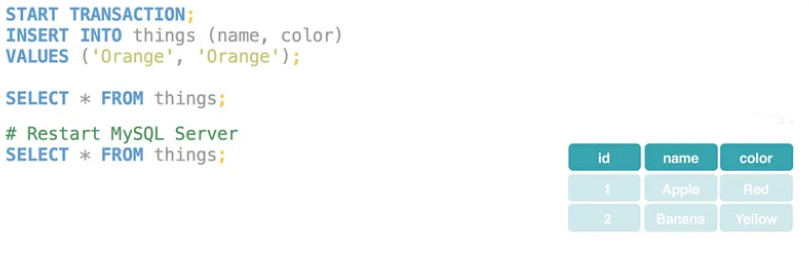 START TRANSACTION;
INSERT INTO things (name, color)
VALUES ('Orange', 'Orange');
SELECT * FROM things;
# Restart MySQL Server
SELECT * FROM things;
id name color
1 Apple Red
2 Banana Yellow